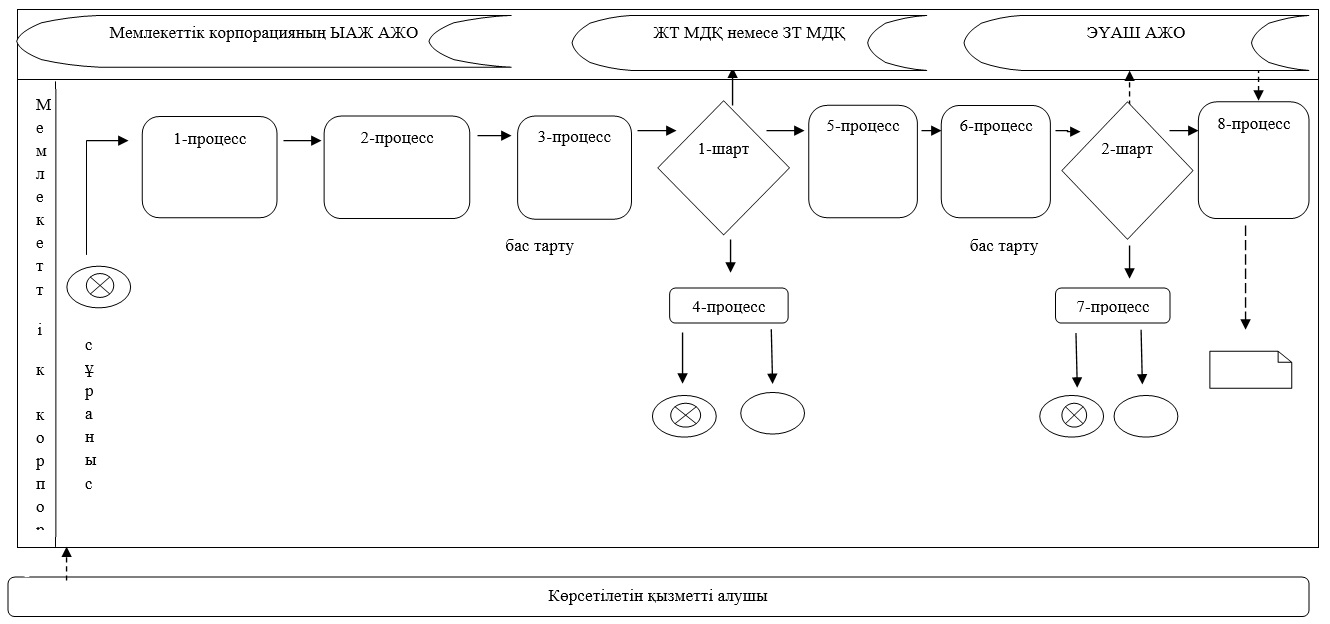 Мемлекеттік корпорацияның ЫАЖ АЖО
ЖТ МДҚ немесе ЗТ МДҚ
ЭҮАШ АЖО
Мемлекетт і к корпор
1-процесс
2-процесс
3-процесс
1-шарт
5-процесс
6-процесс
2-шарт
8-процесс
бас тарту
бас тарту
4-процесс
7-процесс
сұраныс
Көрсетілетін қызметті алушы